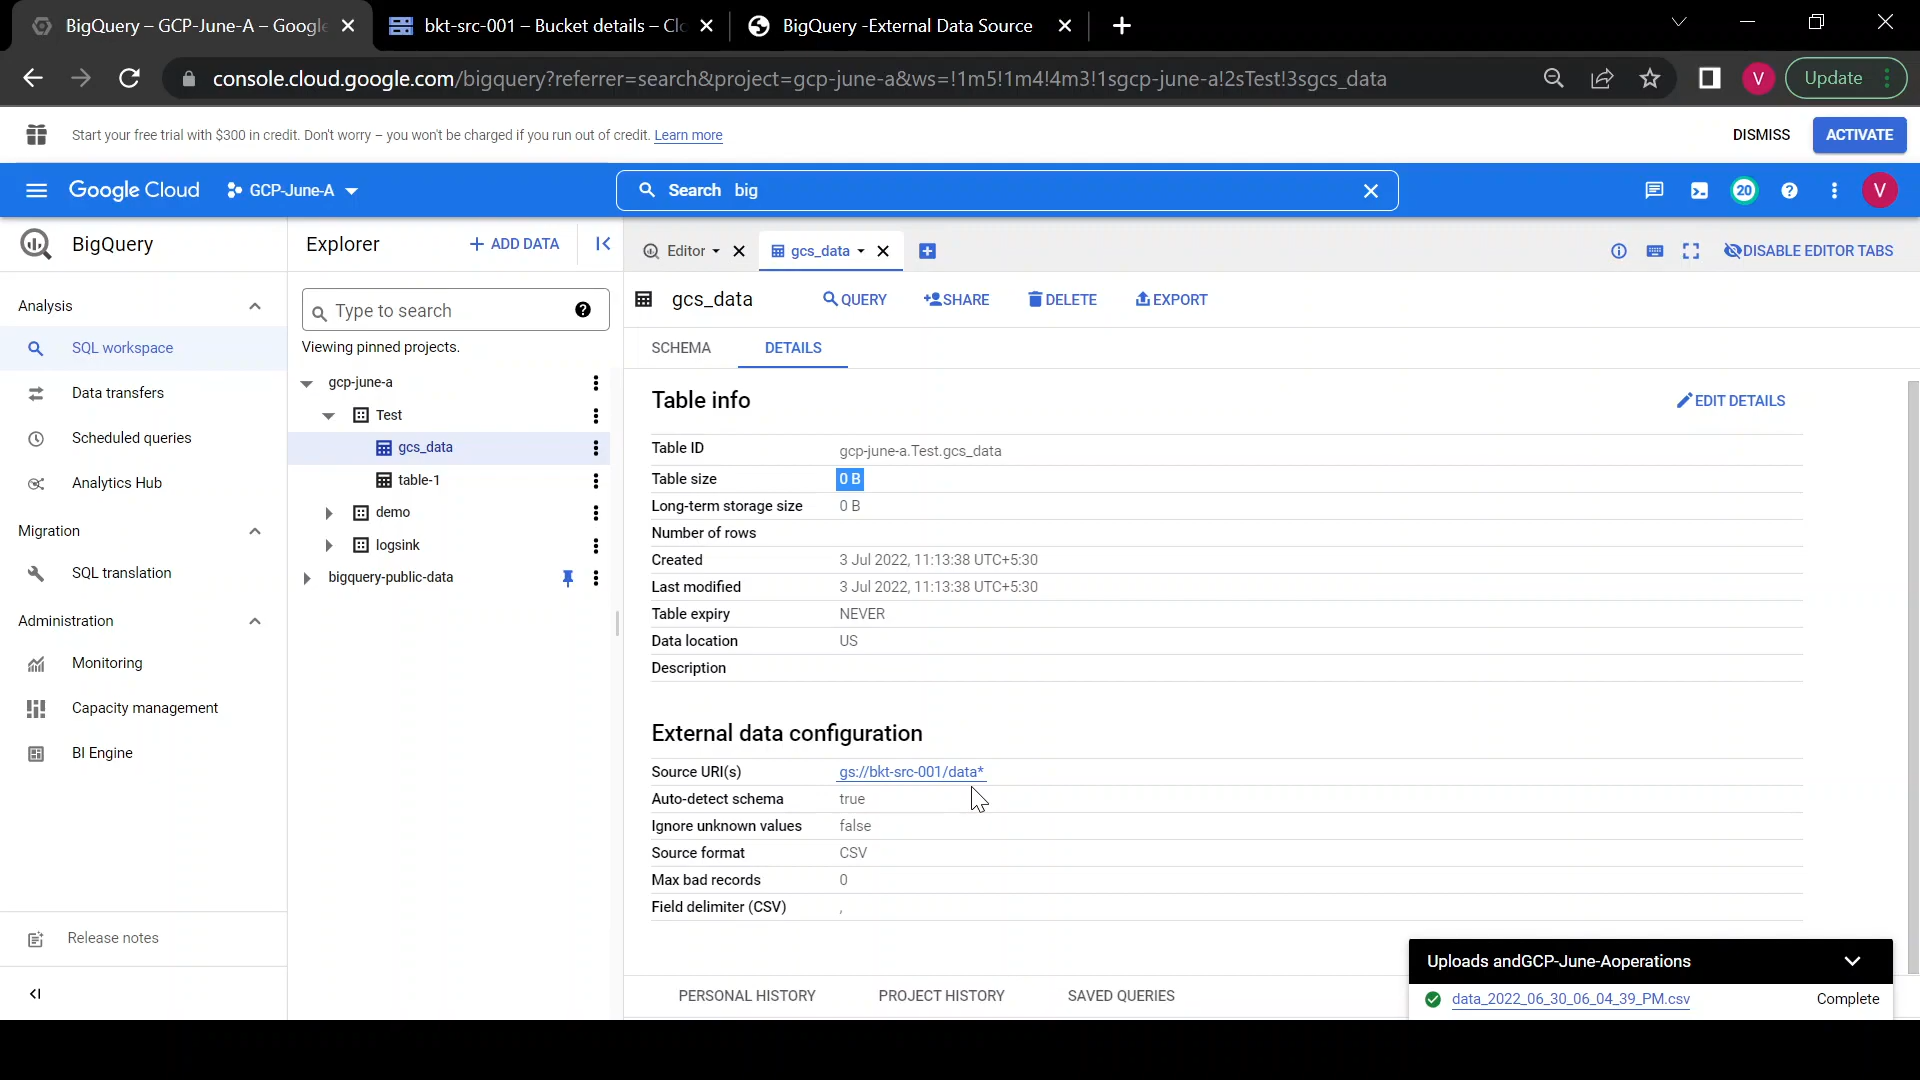 BigQuery – GCP-June-A – Google
bkt-src-001 – Bucket details – Clo
BigQuery -External Data Source
console.cloud.google.com/bigquery?referrer=search&project=gcp-june-a&ws=!1m5!1m4!4m3!1sgcp-june-a!2sTest!3sgcs_data
V
Update
Start your free trial with $300 in credit. Don't worry – you won't be charged if you run out of credit. Learn more
DISMISS
ACTIVATE
Google Cloud
GCP-June-A
Search big
20
V
BigQuery
Explorer
+ ADD DATA
Editor
gcs_data
DISABLE EDITOR TABS
Analysis
SQL workspace
Data transfers
Scheduled queries
Analytics Hub
Migration
SQL translation
Administration
Monitoring
Capacity management
BI Engine
Release notes
Type to search
Viewing pinned projects.
gcp-june-a
Test
gcs_data
table-1
demo
logsink
bigquery-public-data
gcs_data
QUERY
SHARE
DELETE
EXPORT
SCHEMA
DETAILS
Table info
EDIT DETAILS
Table ID gcp-june-a.Test.gcs_data
Table size 0 B
Long-term storage size 0 B
Number of rows
Created 3 Jul 2022, 11:13:38 UTC+5:30
Last modified 3 Jul 2022, 11:13:38 UTC+5:30
Table expiry NEVER
Data location US
Description
External data configuration
Source URI(s) gs://bkt-src-001/data*
Auto-detect schema true
Ignore unknown values false
Source format CSV
Max bad records 0
Field delimiter (CSV) ,
PERSONAL HISTORY
PROJECT HISTORY
SAVED QUERIES
Uploads andGCP-June-Aoperations
data_2022_06_30_06_04_39_PM.csv
Complete